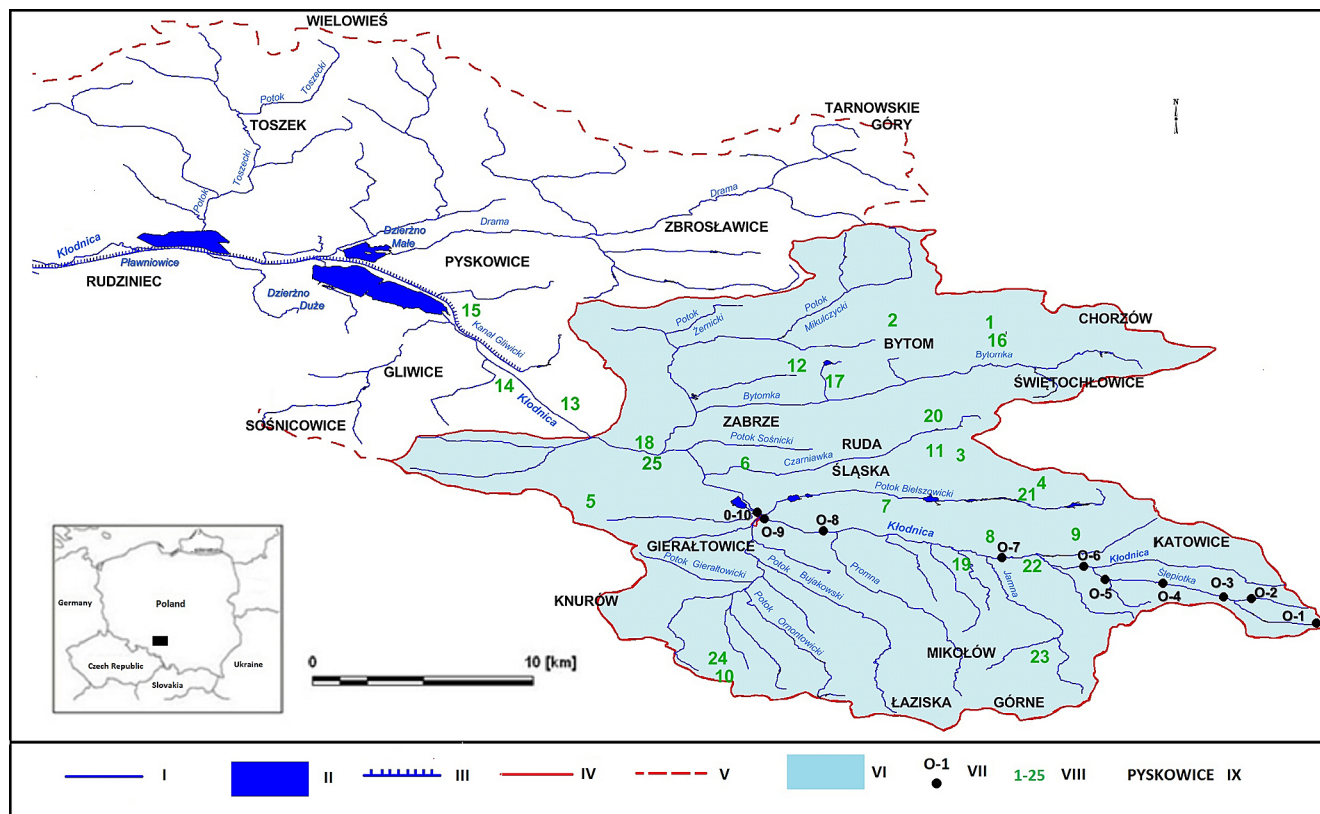 WIELOWIEŚ
Toszecki
Potok
TOSZEK
TARNOWSKIE
GÓRY
N
Toszecki
Potok
Drama
Drama
ZBROSŁAWICE
Dzierżno
Małe
Kłodnica
Pławniowice
RUDZINIEC
PYSKOWICE
Dzierżno
Duże
15
Kanał Gliwicki
Potok
Żernicki
Potok
Mikulczycki
2
1
16
CHORZÓW
BYTOM
Bytomka
GLIWICE
14
13
Kłodnica
12
17
ŚWIĘTOCHŁOWICE
Bytomka
SOŚNICOWICE
ZABRZE
20
18
25
Potok Sośnicki
RUDA
ŚLĄSKA
11
3
6
Czarniawka
4
21
Potok Bielszowicki
7
5
0-10
O-9
O-8
Kłodnica
8
O-7
9
KATOWICE
GIERAŁTOWICE
19
22
O-6
Kłodnica
Potok Gierałtowicki
Potok
Bujakowski
Promna
Jamna
O-5
Ślepiotka
O-4
O-3
O-2
O-1
KNURÓW
Potok
Ornontowicki
24
10
MIKOŁÓW
23
ŁAZISKA
GÓRNE
Germany
Poland
Czech Republic
Ukraine
Slovakia
0
10 [km]
I
II
III
IV
V
VI
O-1
VII
1-25
VIII
PYSKOWICE IX